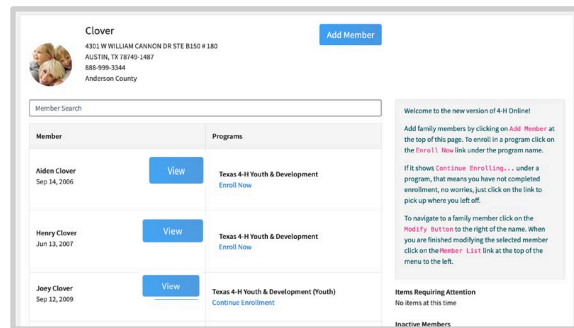 Clover
Add Member
4301 W WILLIAM CANNON DR STE B150 # 180
AUSTIN, TX 78749-1487
888-999-3344
Anderson County
Member Search
Member
Programs
Aiden Clover
Sep 14, 2006
View
Texas 4-H Youth & Development
Enroll Now
Henry Clover
Jun 13, 2007
View
Texas 4-H Youth & Development
Enroll Now
Joey Clover
Sep 12, 2009
View
Texas 4-H Youth & Development (Youth)
Continue Enrollment
Welcome to the new version of 4-H Online!
Add family members by clicking on Add Member at
the top of this page. To enroll in a program click on
the Enroll Now link under the program name.
If it shows Continue Enrolling... under a
program, that means you have not completed
enrollment, no worries, just click on the link to
pick up where you left off.
To navigate to a family member click on the
Modify Button to the right of the name. When
you are finished modifying the selected member
click on the Member List link at the top of the
menu to the left.
Items Requiring Attention
No items at this time
Inactive Members